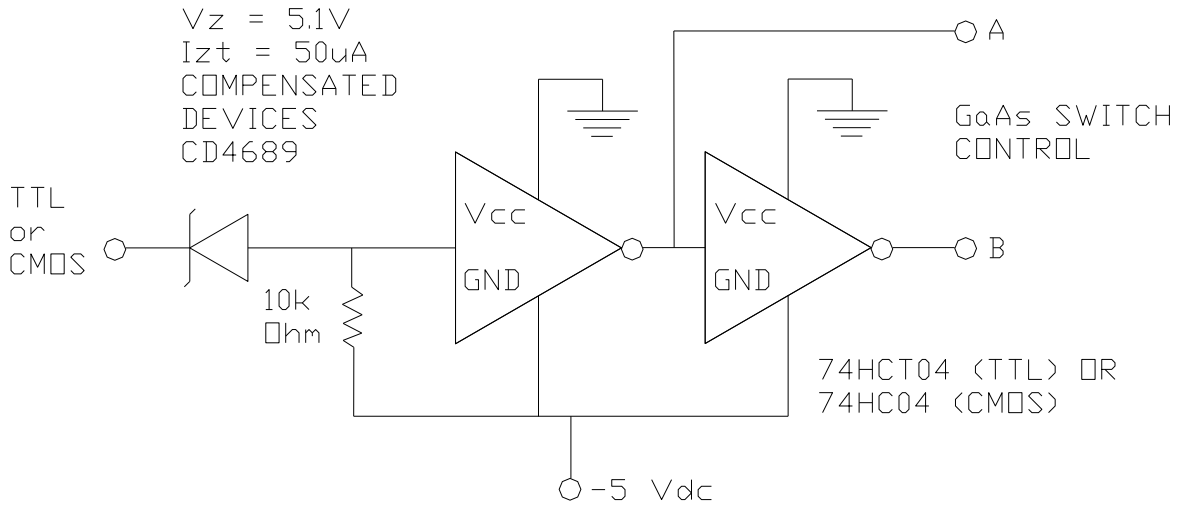 Vz = 5.1V
Izt = 50uA
COMPENSATED
DEVICES
CD4689
A
GaAs SWITCH
CONTROL
TTL
or
CMOS
Vcc
GND
Vcc
GND
B
10k
Ohm
74HCT04 (TTL) OR
74HC04 (CMOS)
-5 Vdc